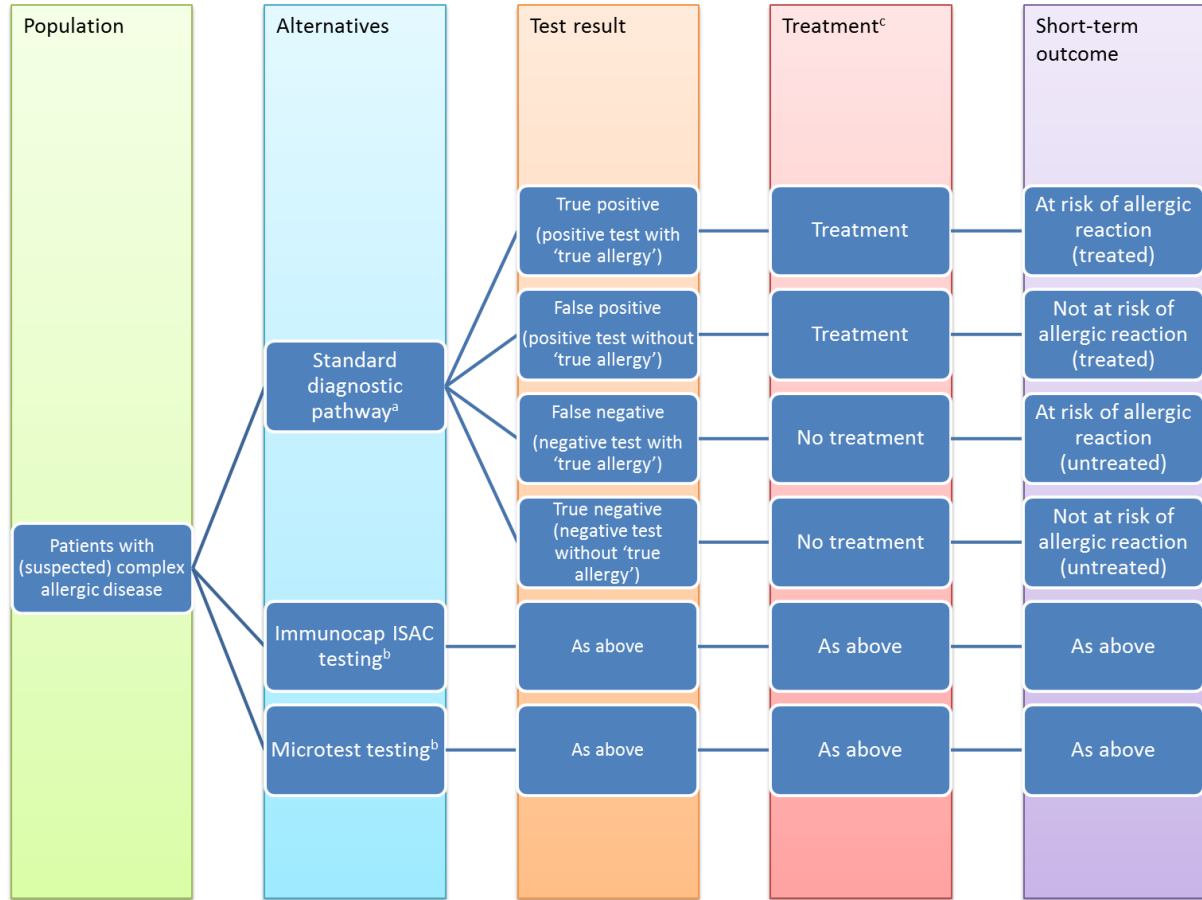 Population
Alternatives
Test result
Treatmentᶜ
Short-term
outcome
Patients with
(suspected) complex
allergic disease
Standard
diagnostic
pathwayᵃ
True positive
(positive test with
‘true allergy’)
Treatment
At risk of allergic
reaction
(treated)
False positive
(positive test without
‘true allergy’)
Treatment
Not at risk of
allergic reaction
(treated)
False negative
(negative test with
‘true allergy’)
No treatment
At risk of allergic
reaction
(untreated)
True negative
(negative test
without ‘true
allergy’)
No treatment
Not at risk of
allergic reaction
(untreated)
Immunocap ISAC
testingᵇ
As above
As above
As above
Microtest testingᵇ
As above
As above
As above